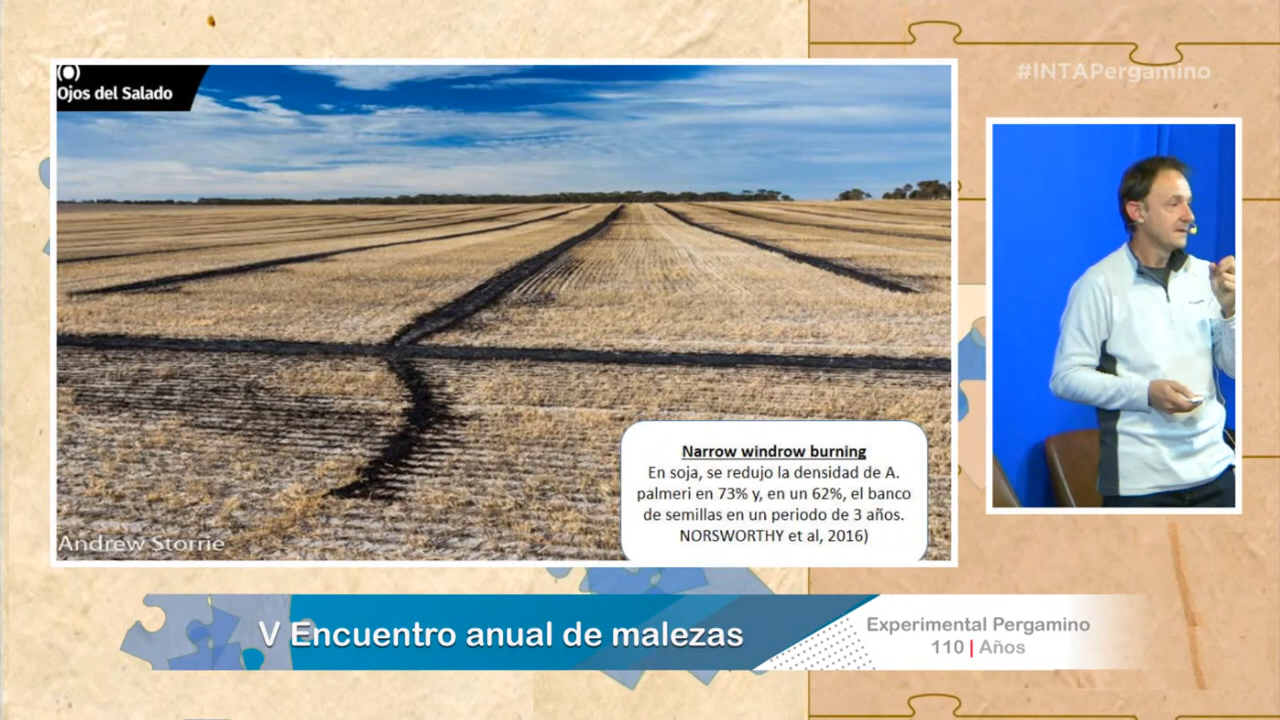 Ojos del Salado
#INTAPergamino
Narrow windrow burning
En soja, se redujo la densidad de A.
palmeri en 73% y, en un 62%, el banco
de semillas en un periodo de 3 años.
NORSWORTHY et al, 2016)
Andrew Storrie
V Encuentro anual de malezas
Experimental Pergamino
110 | Años